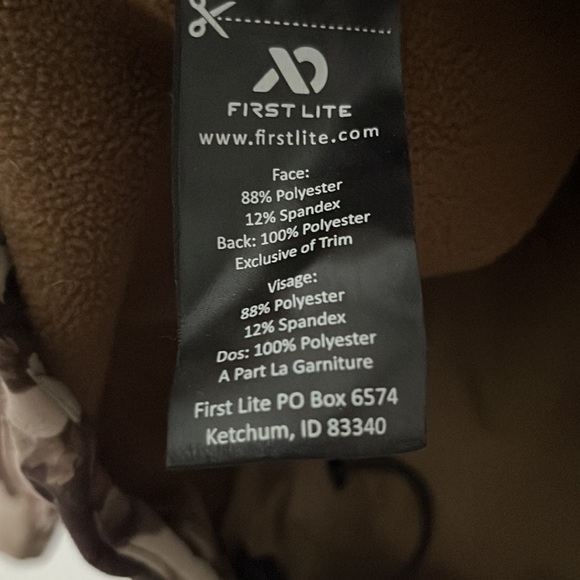 FIRST LITE
www.firstlite.com
Face:
88% Polyester
12% Spandex
Back: 100% Polyester
Exclusive of Trim
Visage:
88% Polyester
12% Spandex
Dos: 100% Polyester
A Part La Garniture
First Lite PO Box 6574
Ketchum, ID 83340